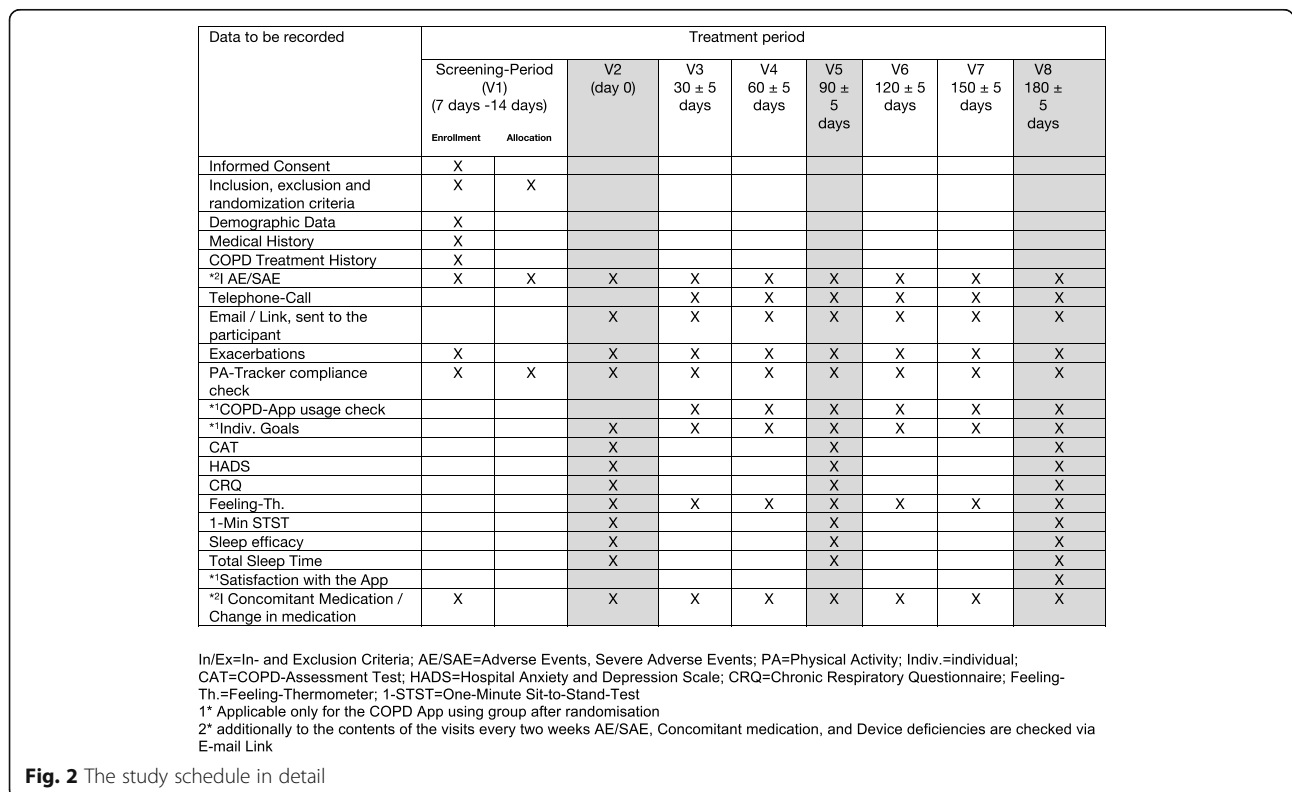 Data to be recorded
Treatment period
Screening-Period
(V1)
(7 days -14 days)
Enrollment Allocation
V2
(day 0)
V3
30 ± 5
days
V4
60 ± 5
days
V5
90 ±
5
days
V6
120 ± 5
days
V7
150 ± 5
days
V8
180 ±
5
days
Informed Consent X
Inclusion, exclusion and X X
randomization criteria
Demographic Data X
Medical History X
COPD Treatment History X
*2I AE/SAE X X X X X X X X X
Telephone-Call X X X X X X
Email / Link, sent to the X X X X X X X
participant
Exacerbations X X X X X X X X
PA-Tracker compliance X X X X X X X X X
check
*1COPD-App usage check X X X X X X
*1Indiv. Goals X X X X X X X
CAT X X X
HADS X X X
CRQ X X X
Feeling-Th. X X X X X X X
1-Min STST X X X
Sleep efficacy X X X
Total Sleep Time X X X
*1Satisfaction with the App X
*2I Concomitant Medication / X X X X X X X X
Change in medication
In/Ex=In- and Exclusion Criteria; AE/SAE=Adverse Events, Severe Adverse Events; PA=Physical Activity; Indiv.=individual;
CAT=COPD-Assessment Test; HADS=Hospital Anxiety and Depression Scale; CRQ=Chronic Respiratory Questionnaire; Feeling-
Th.=Feeling-Thermometer; 1-STST=One-Minute Sit-to-Stand-Test
1* Applicable only for the COPD App using group after randomisation
2* additionally to the contents of the visits every two weeks AE/SAE, Concomitant medication, and Device deficiencies are checked via
E-mail Link
Fig. 2 The study schedule in detail